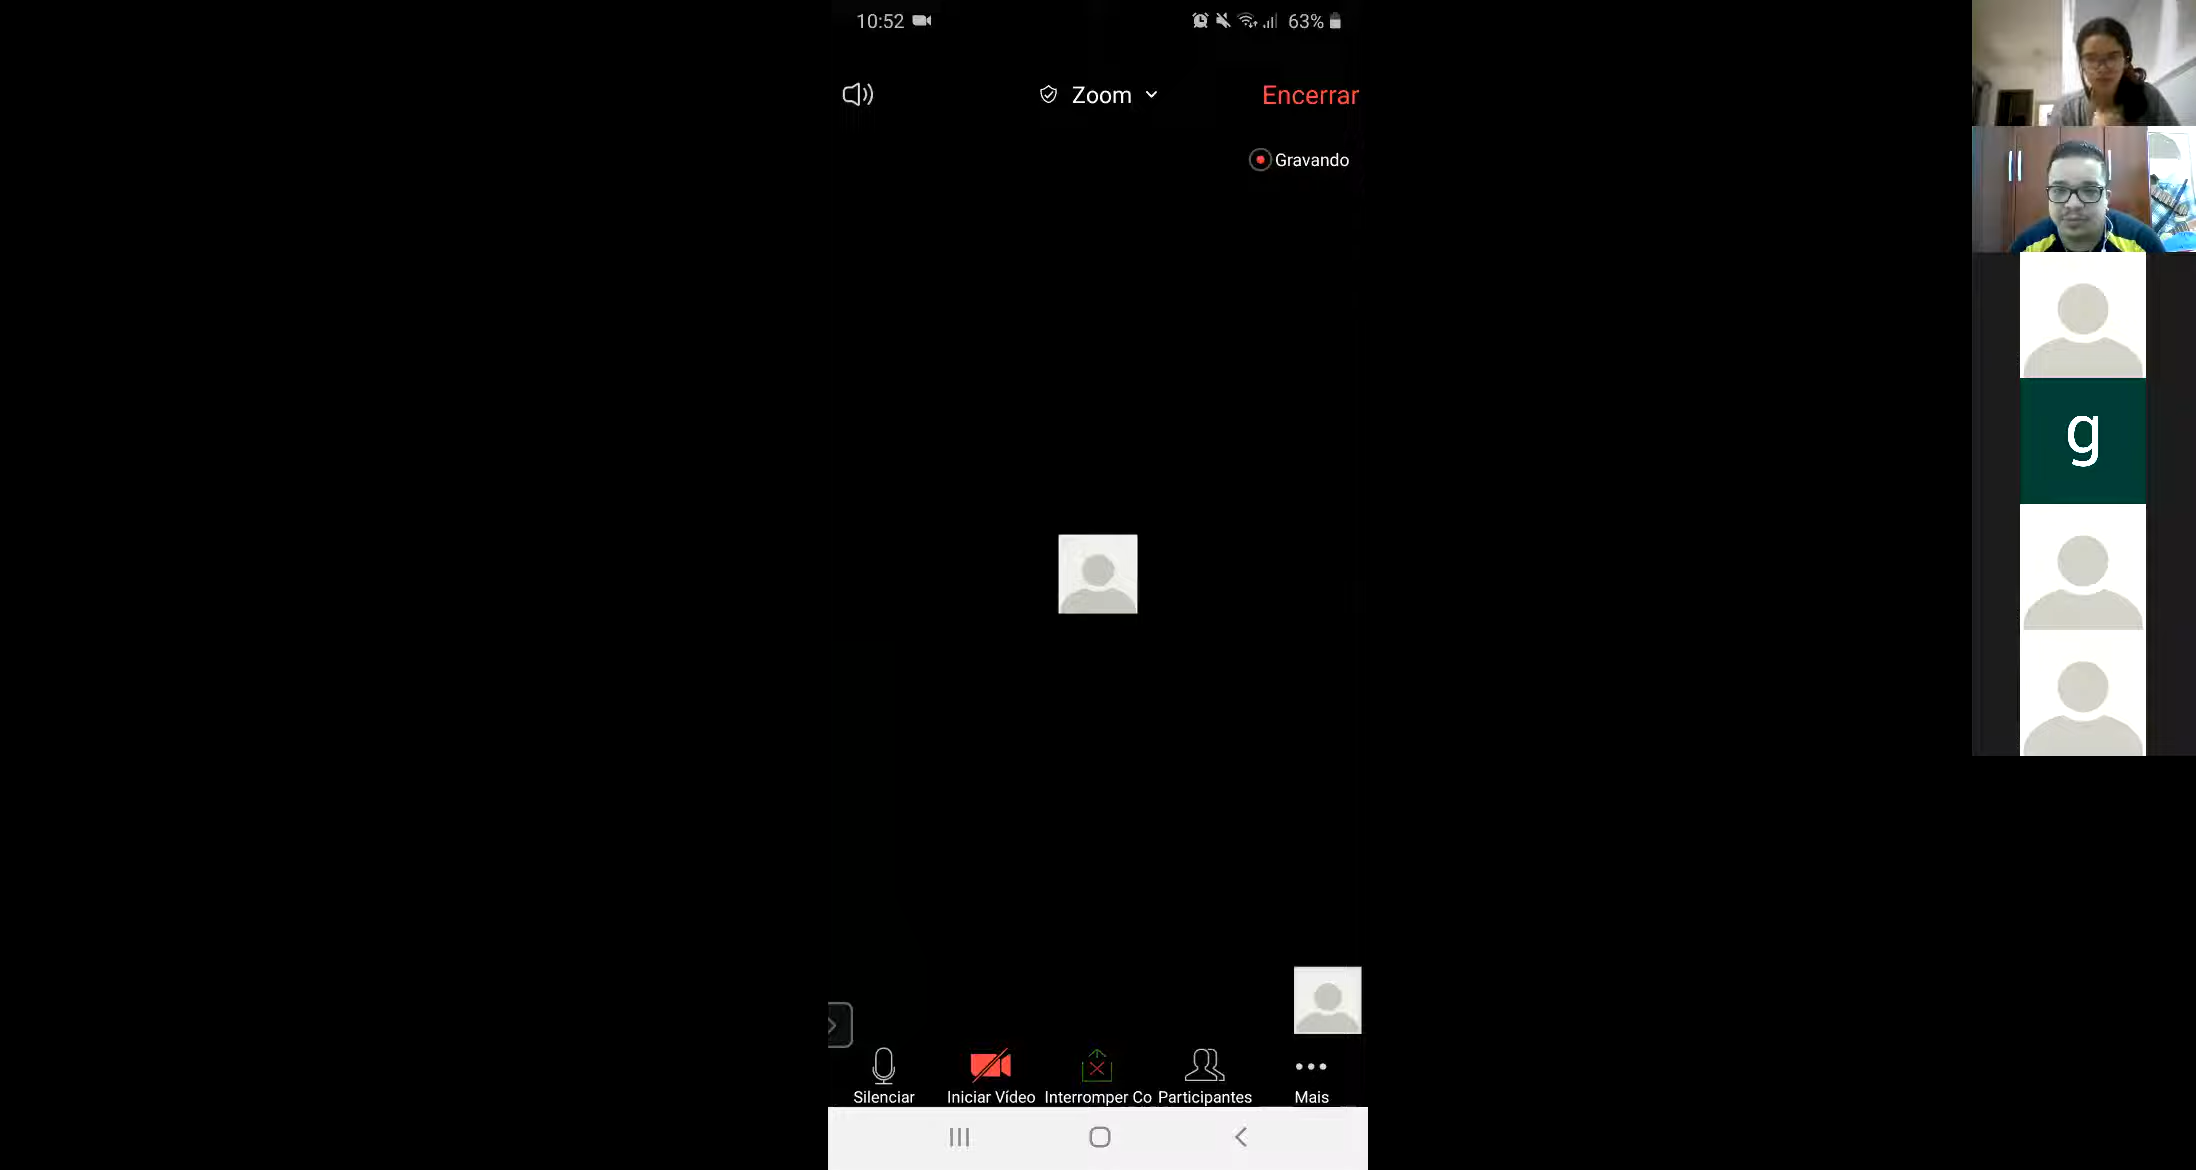 10:52
63%
Zoom
Encerrar
Gravando
g
Silenciar
Iniciar Vídeo
Interromper Co
Participantes
Mais